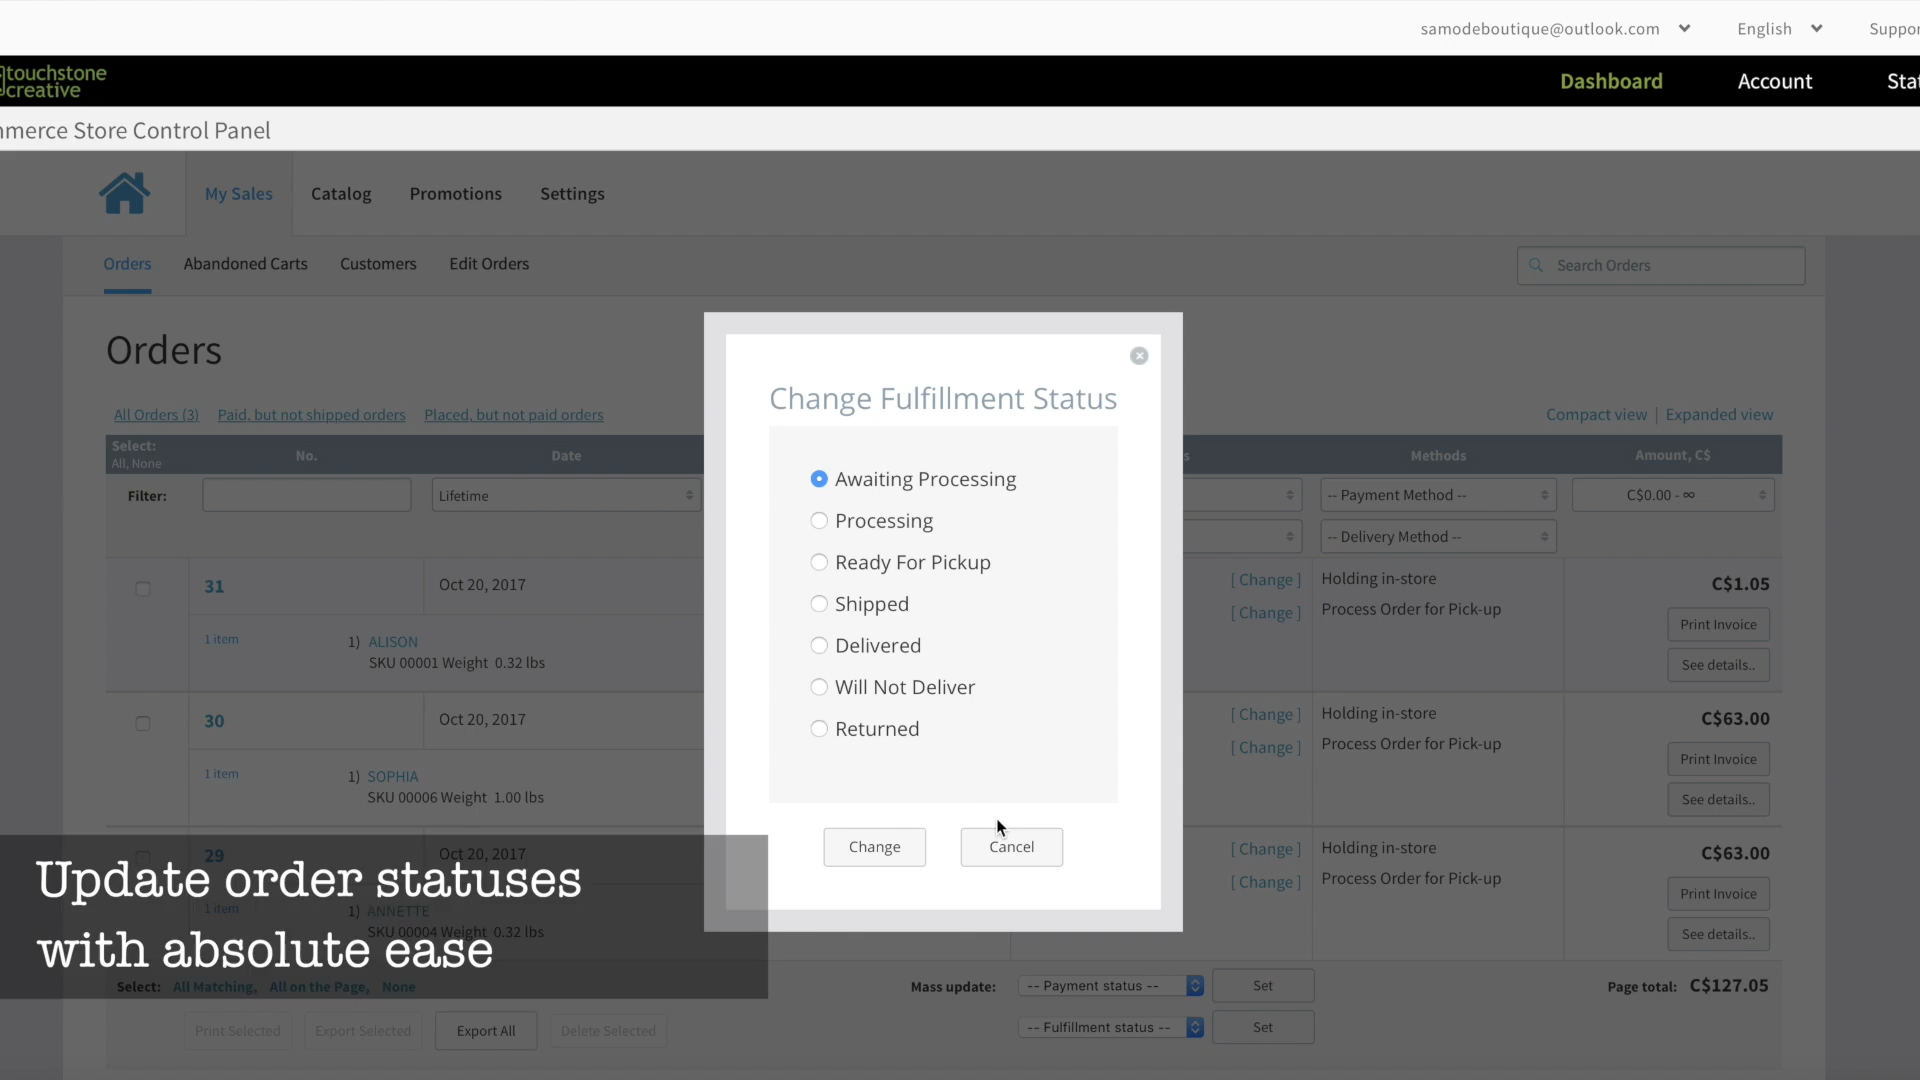 samodeboutique@outlook.com English
touchstone
creative
Dashboard Account
Store Control Panel
My Sales Catalog Promotions Settings
Orders Abandoned Carts Customers Edit Orders Search Orders
Orders
All Orders (3) Paid, but not shipped orders Placed, but not paid orders Compact view | Expanded view
Select:
All, None No. Date Methods Amount, C$
Filter: Lifetime -- Payment Method -- C$0.00 - ∞
-- Delivery Method --
31 Oct 20, 2017 [ Change ] Holding in-store C$1.05
[ Change ] Process Order for Pick-up Print Invoice
1 item 1) ALISON
SKU 00001 Weight 0.32 lbs See details..
30 Oct 20, 2017 [ Change ] Holding in-store C$63.00
[ Change ] Process Order for Pick-up Print Invoice
1 item 1) SOPHIA
SKU 00006 Weight 1.00 lbs See details..
29 Oct 20, 2017 [ Change ] Holding in-store C$63.00
[ Change ] Process Order for Pick-up Print Invoice
1 item 1) ANNETTE
SKU 00004 Weight 0.32 lbs See details..
Select: All Matching, All on the Page, None Mass update: -- Payment status -- Set Page total: C$127.05
Print Selected Export Selected Export All Delete Selected -- Fulfillment status -- Set
Change Fulfillment Status
Awaiting Processing
Processing
Ready For Pickup
Shipped
Delivered
Will Not Deliver
Returned
Change Cancel
Update order statuses
with absolute ease